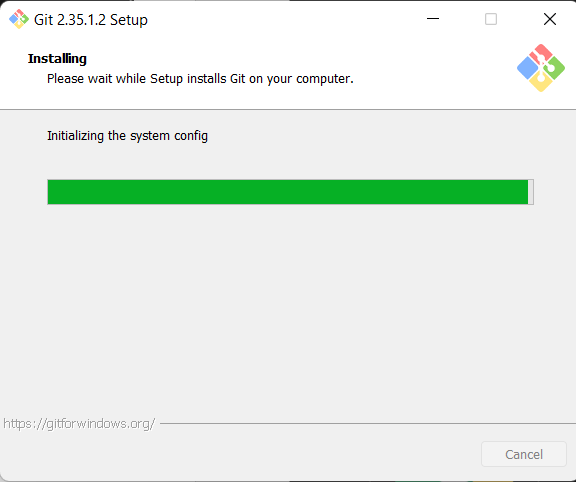 Git 2.35.1.2 Setup
Installing
Please wait while Setup installs Git on your computer.
Initializing the system config
https://gitforwindows.org/
Cancel